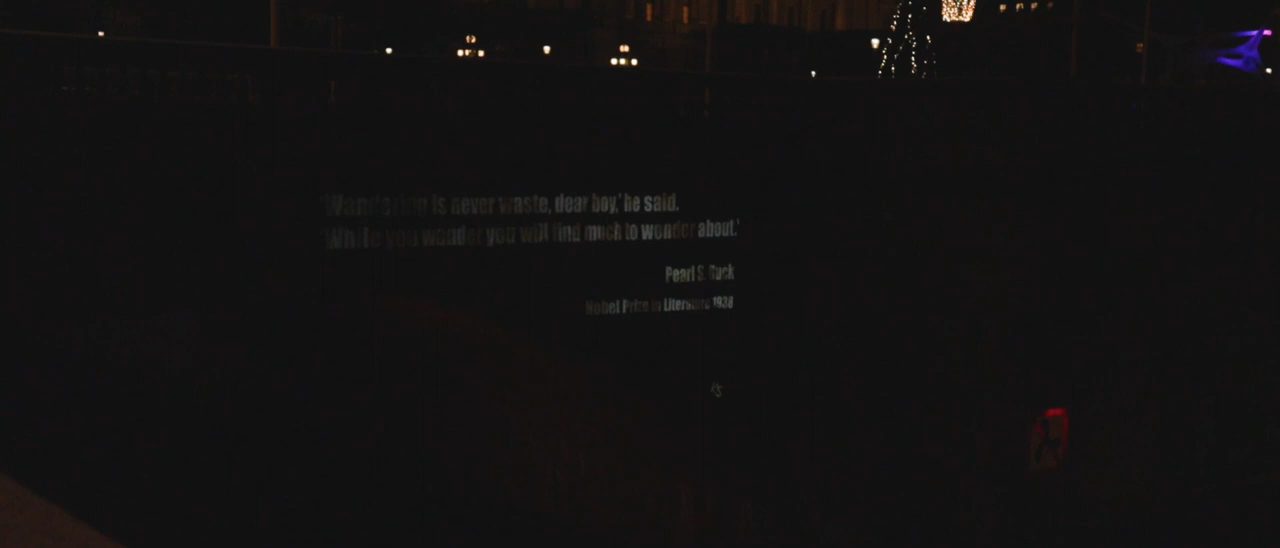 'Wandering is never waste, dear boy,' he said.
'While you wander you will find much to wonder about.'
Pearl S. Buck
Nobel Prize in Literature 1938